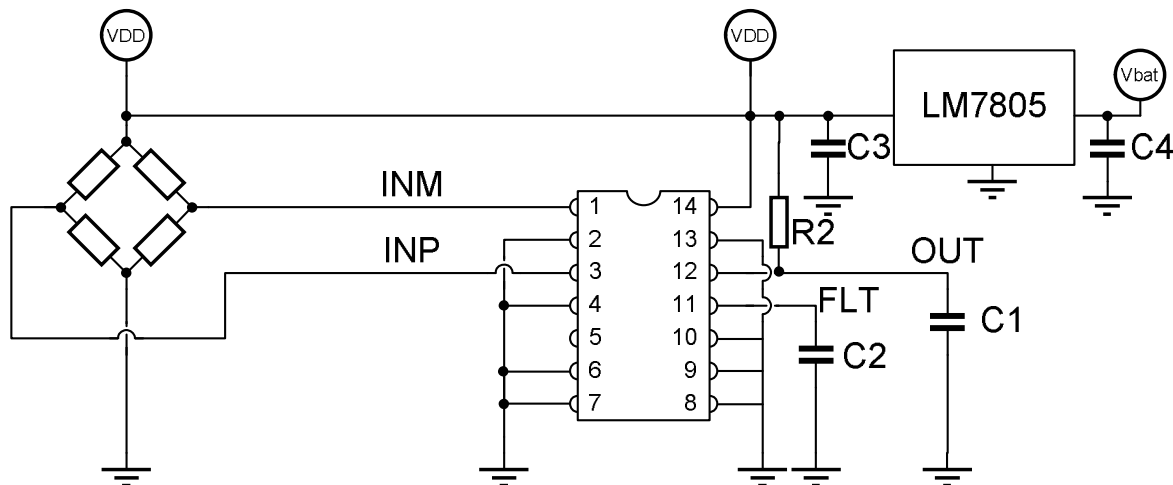 VDD
VDD
Vbat
LM7805
C3
C4
INM
1
14
2
13
R2
INP
3
12
OUT
4
11
FLT
C1
5
10
C2
6
9
7
8